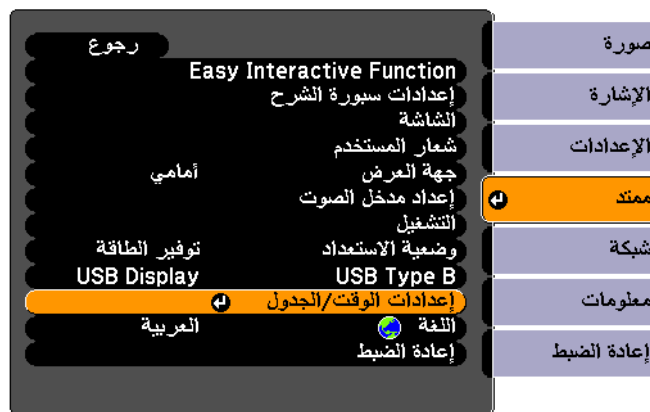 رجوع
Easy Interactive Function
إعدادات سبورة الشرح
الشاشة
شعار المستخدم
جهة العرض أمامي
إعداد مدخل الصوت
التشغيل
وضعية الاستعداد توفير الطاقة
USB Type B USB Display
إعدادات الوقت/الجدول
اللغة العربية
إعادة الضبط
صورة
الإشارة
الإعدادات
ممتد
شبكة
معلومات
إعادة الضبط